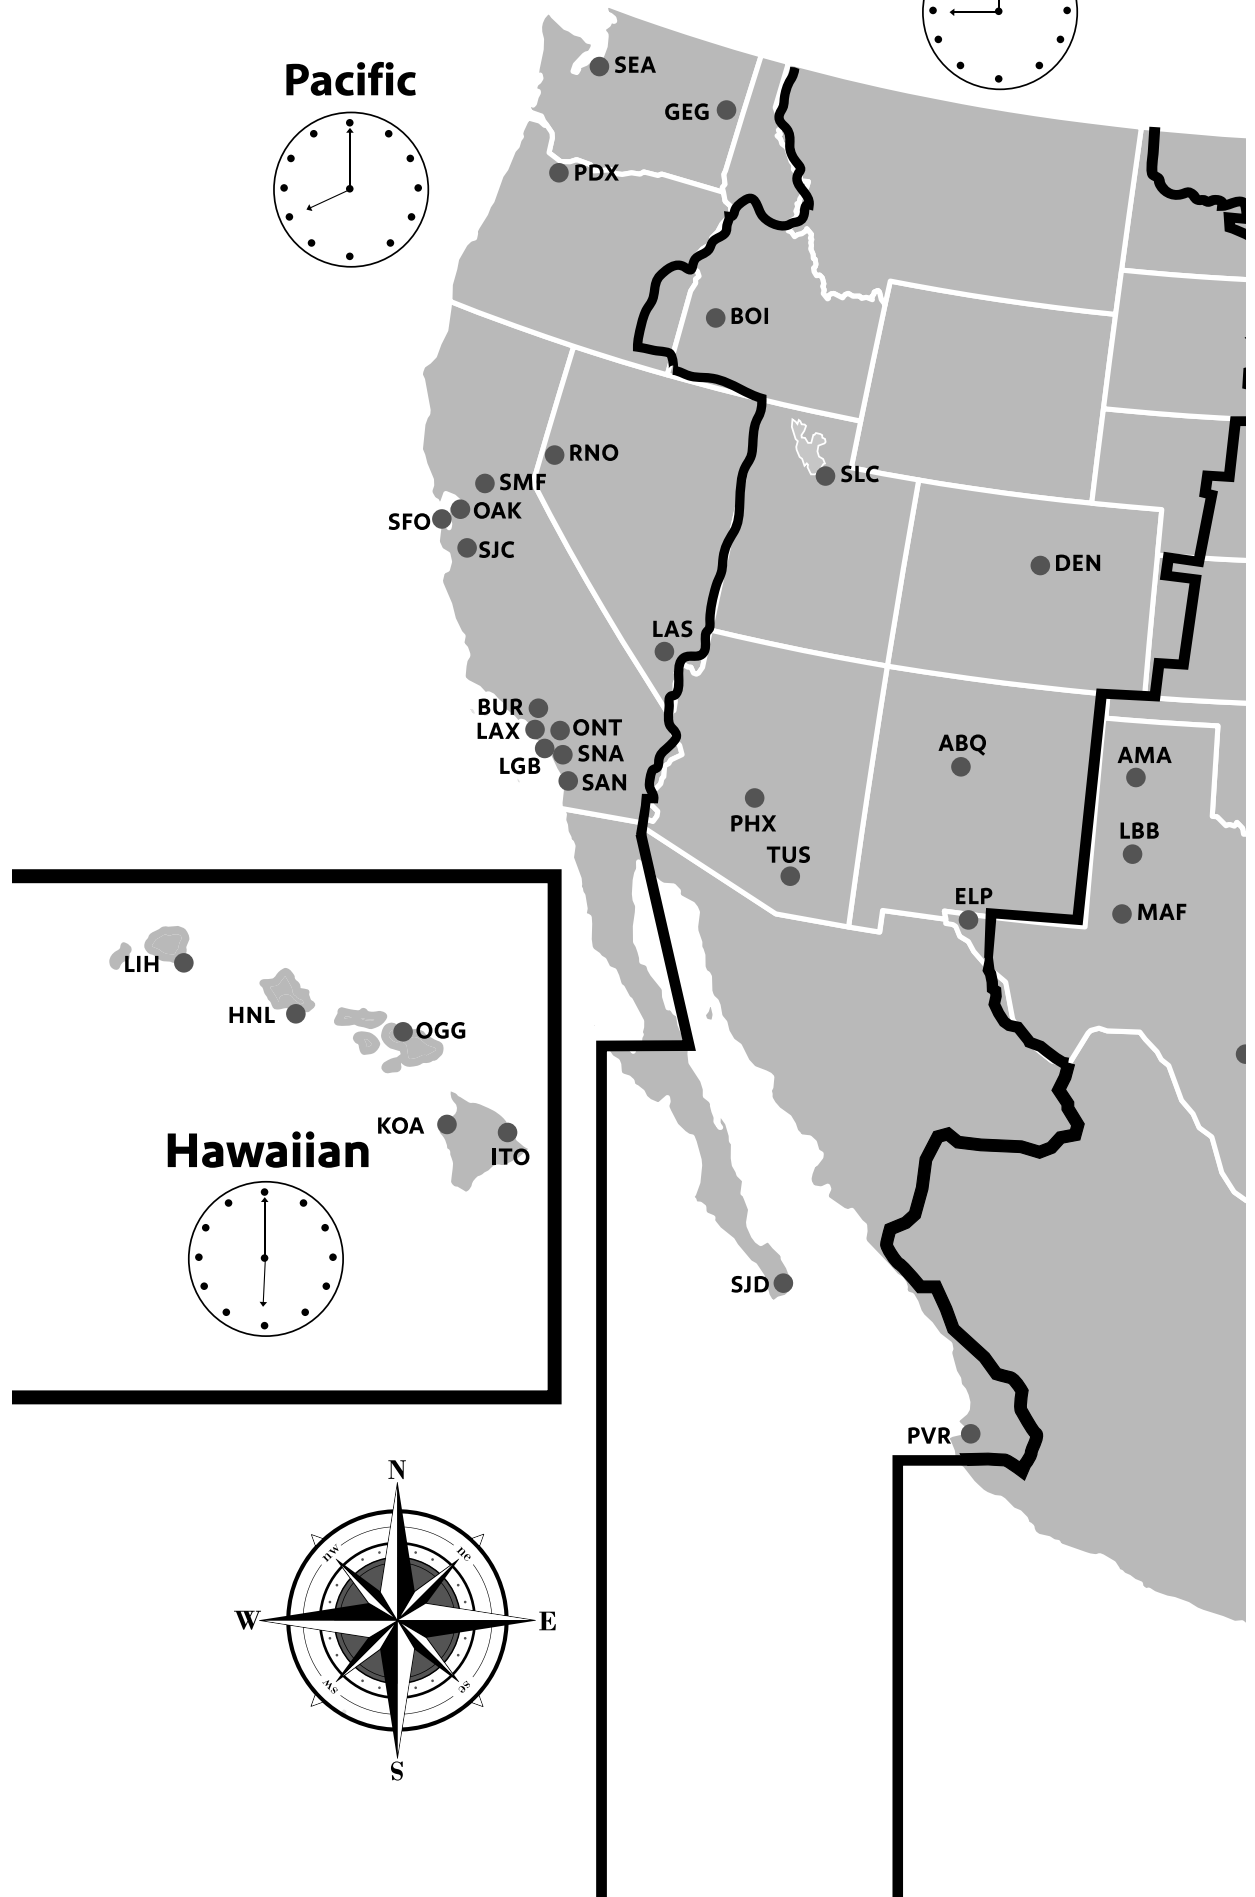 SEA
Pacific
GEG
PDX
BOI
RNO
SLC
SMF
OAK
SFO
SJC
DEN
LAS
BUR
ONT
LAX
SNA
LGB
SAN
ABQ
AMA
PHX
LBB
TUS
ELP
MAF
LIH
HNL
OGG
KOA
Hawaiian
ITO
SJD
PVR
N
nw
ne
W
E
sw
se
S